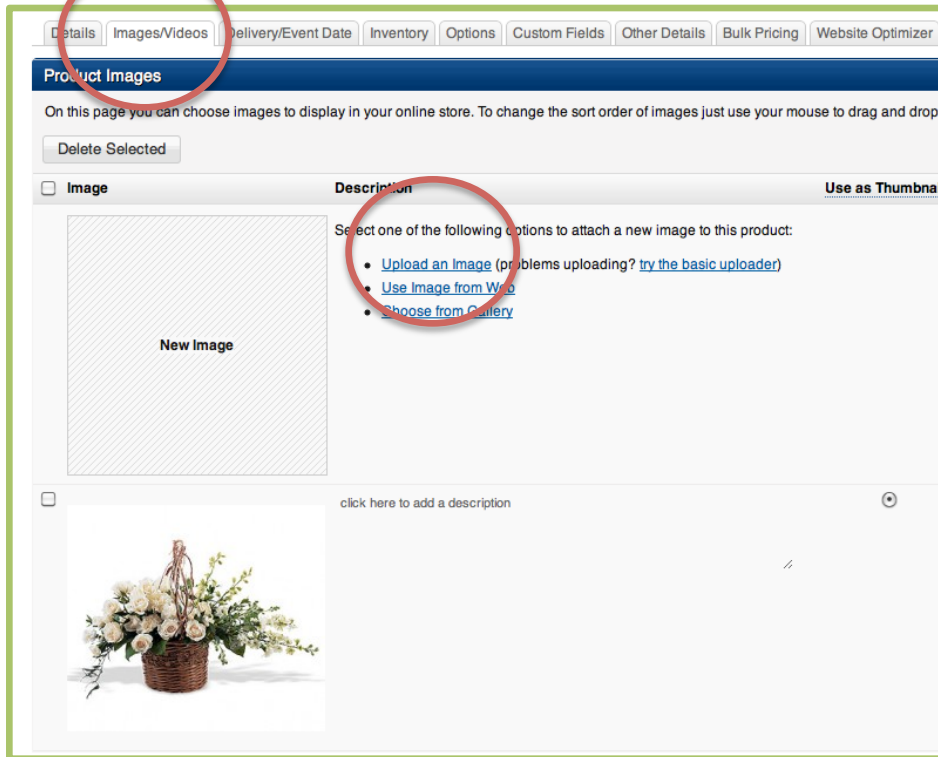 Details Images/Videos Delivery/Event Date Inventory Options Custom Fields Other Details Bulk Pricing Website Optimizer
Product Images
On this page you can choose images to display in your online store. To change the sort order of images just use your mouse to drag and drop
Delete Selected
Image Description Use as Thumbna
Select one of the following options to attach a new image to this product:
Upload an Image (problems uploading? try the basic uploader)
Use Image from Web
Choose from Gallery
New Image
click here to add a description